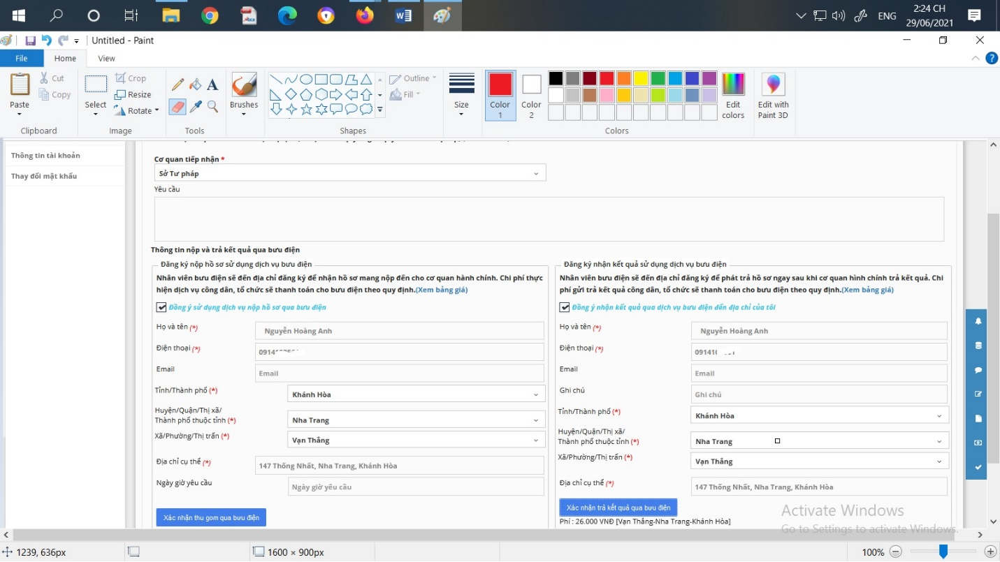 ENG
2:24 CH
29/06/2021
Untitled - Paint
File
Home
View
Paste
Cut
Copy
Clipboard
Select
Crop
Resize
Rotate
Image
A
Tools
Brushes
Shapes
Outline
Fill
Size
Color
1
Color
2
Colors
Edit
colors
Edit with
Paint 3D
Thông tin tài khoản
Thay đổi mật khẩu
Cơ quan tiếp nhận *
Sở Tư pháp
Yêu cầu
Thông tin nộp và trả kết quả qua bưu điện
Đăng ký nộp hồ sơ sử dụng dịch vụ bưu điện
Nhân viên bưu điện sẽ đến địa chỉ đăng ký để nhận hồ sơ mang nộp đến cho cơ quan hành chính. Chi phí thực
hiện dịch vụ công dân, tổ chức sẽ thanh toán cho bưu điện theo quy định.(Xem bảng giá)
Đồng ý sử dụng dịch vụ nộp hồ sơ qua bưu điện
Họ và tên (*)
Nguyễn Hoàng Anh
Điện thoại (*)
0914
Email
Email
Tỉnh/Thành phố (*)
Khánh Hòa
Huyện/Quận/Thị xã/
Thành phố thuộc tỉnh (*)
Nha Trang
Xã/Phường/Thị trấn (*)
Vạn Thắng
Địa chỉ cụ thể (*)
147 Thống Nhất, Nha Trang, Khánh Hòa
Ngày giờ yêu cầu
Ngày giờ yêu cầu
Xác nhận thu gom qua bưu điện
Đăng ký nhận kết quả sử dụng dịch vụ bưu điện
Nhân viên bưu điện sẽ đến địa chỉ đăng ký để phát trả hồ sơ ngay sau khi cơ quan hình chính trả kết quả. Chi
phí gửi trả kết quả công dân, tổ chức sẽ thanh toán cho bưu điện theo quy định.(Xem bảng giá)
Đồng ý nhận kết quả qua dịch vụ bưu điện đến địa chỉ của tôi
Họ và tên (*)
Nguyễn Hoàng Anh
Điện thoại (*)
09141
Email
Email
Ghi chú
Ghi chú
Tỉnh/Thành phố (*)
Khánh Hòa
Huyện/Quận/Thị xã/
Thành phố thuộc tỉnh (*)
Nha Trang
Xã/Phường/Thị trấn (*)
Vạn Thắng
Địa chỉ cụ thể (*)
147 Thống Nhất, Nha Trang, Khánh Hòa
Xác nhận trả kết quả qua bưu điện
Phí : 26.000 VNĐ [Vạn Thắng-Nha Trang-Khánh Hòa]
Activate Windows
Go to Settings to activate Windows.
1239, 636px
1600 × 900px
100%